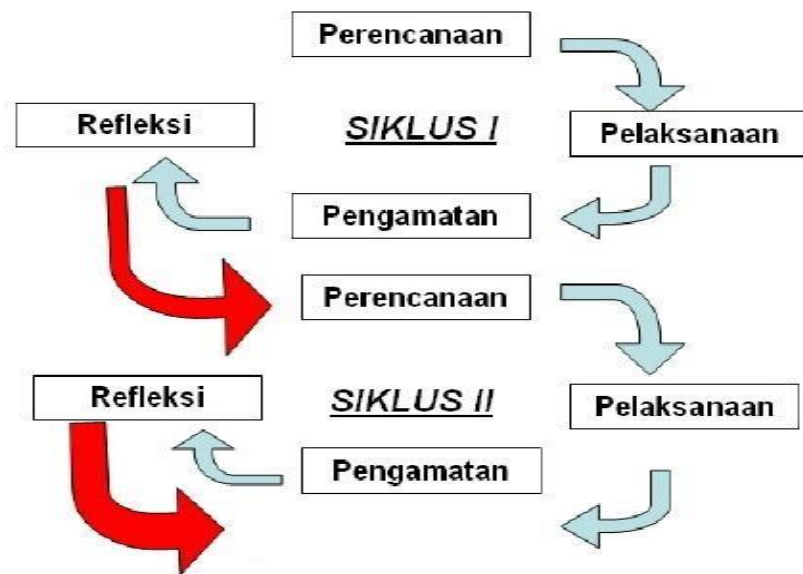 Perencanaan
Refleksi
SIKLUS I
Pelaksanaan
Pengamatan
Perencanaan
Refleksi
SIKLUS II
Pelaksanaan
Pengamatan